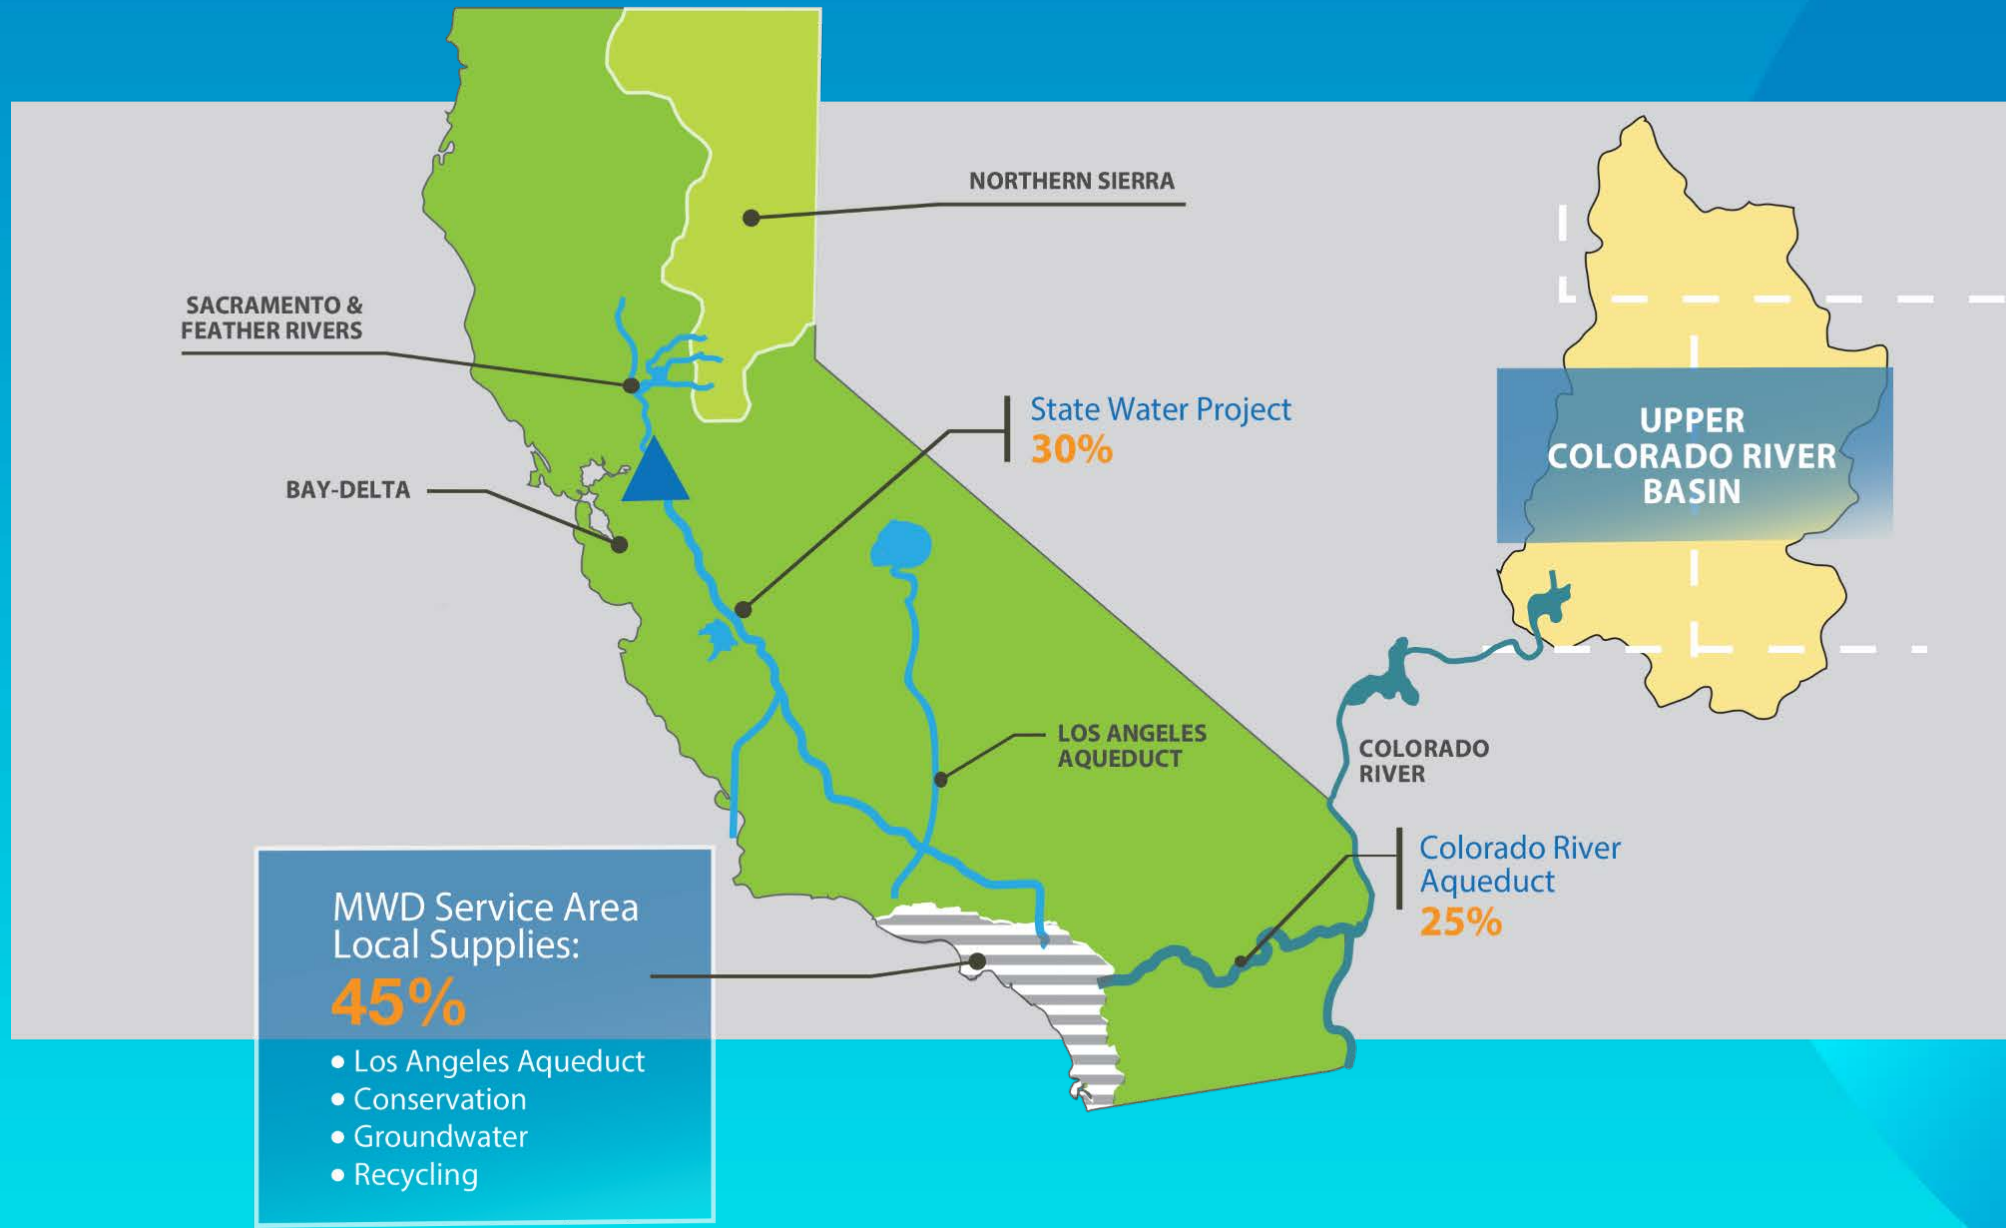 NORTHERN SIERRA
SACRAMENTO &
FEATHER RIVERS
State Water Project
30%
UPPER
COLORADO RIVER
BASIN
BAY-DELTA
LOS ANGELES
AQUEDUCT
COLORADO
RIVER
Colorado River
Aqueduct
25%
MWD Service Area
Local Supplies:
45%
• Los Angeles Aqueduct
• Conservation
• Groundwater
• Recycling